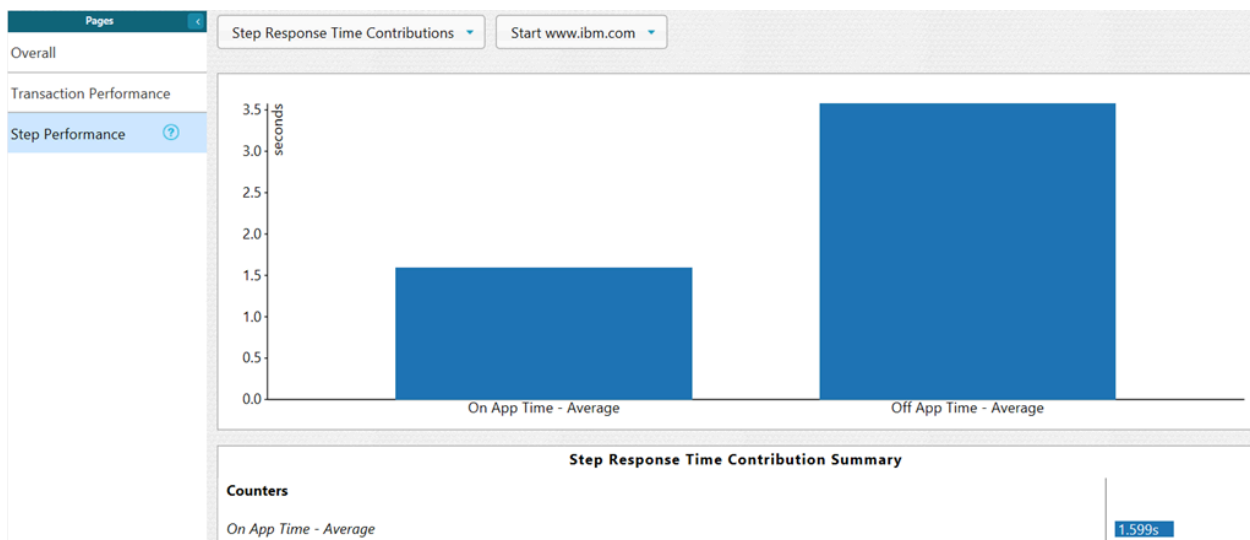 Pages
Overall
Transaction Performance
Step Performance ?
Step Response Time Contributions
Start www.ibm.com
seconds
3.5
3.0
2.5
2.0
1.5
1.0
0.5
0.0
On App Time - Average
Off App Time - Average
Step Response Time Contribution Summary
Counters
On App Time - Average
1.599s